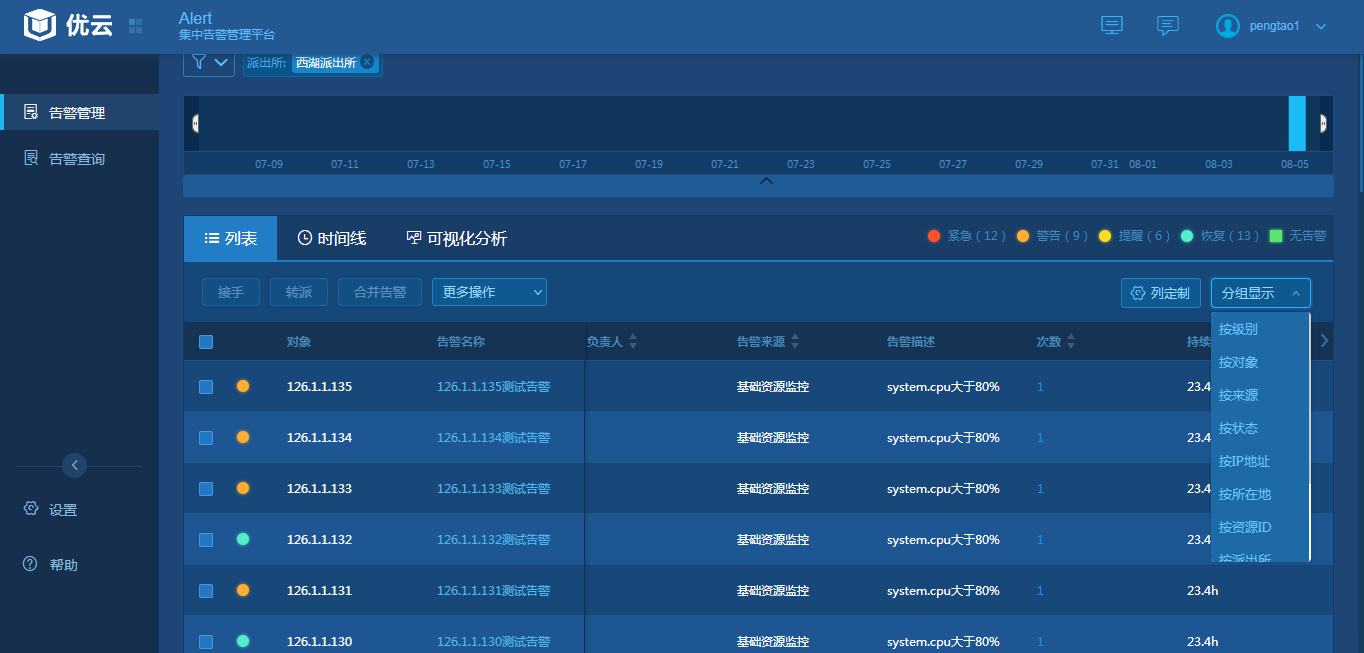 优云
Alert
集中告警管理平台
pengtao1
派出所: 西湖派出所
告警管理
告警查询
设置
帮助
07-09 07-11 07-13 07-15 07-17 07-19 07-21 07-23 07-25 07-27 07-29 07-31 08-01 08-03 08-05
列表 时间线 可视化分析
紧急 ( 12 ) 警告 ( 9 ) 提醒 ( 6 ) 恢复 ( 13 ) 无告警
接手 转派 合并告警 更多操作 列定制 分组显示
对象 告警名称 负责人 告警来源 告警描述 次数 持续
126.1.1.135 126.1.1.135测试告警 基础资源监控 system.cpu大于80% 1 23.4
126.1.1.134 126.1.1.134测试告警 基础资源监控 system.cpu大于80% 1 23.4
126.1.1.133 126.1.1.133测试告警 基础资源监控 system.cpu大于80% 1 23.4
126.1.1.132 126.1.1.132测试告警 基础资源监控 system.cpu大于80% 1 23.4
126.1.1.131 126.1.1.131测试告警 基础资源监控 system.cpu大于80% 1 23.4h
126.1.1.130 126.1.1.130测试告警 基础资源监控 system.cpu大于80% 1 23.4h
按级别
按对象
按来源
按状态
按IP地址
按所在地
按资源ID
按派出所